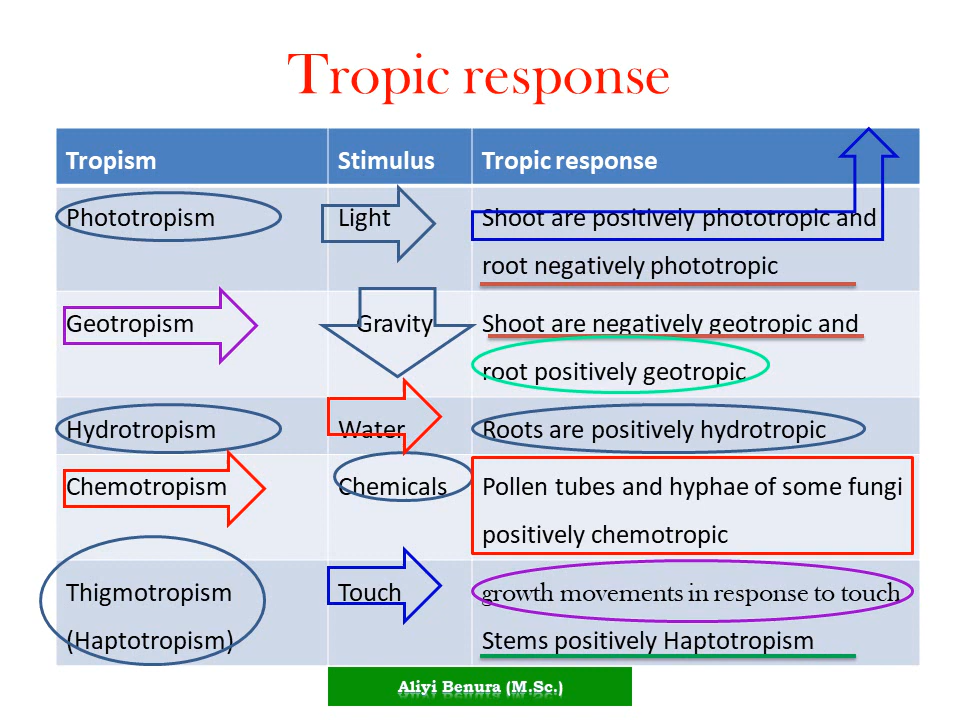 Tropic response
Tropism Stimulus Tropic response
Phototropism Light Shoot are positively phototropic and
root negatively phototropic
Geotropism Gravity Shoot are negatively geotropic and
root positively geotropic
Hydrotropism Water Roots are positively hydrotropic
Chemotropism Chemicals Pollen tubes and hyphae of some fungi
positively chemotropic
Thigmotropism Touch growth movements in response to touch
(Haptotropism) Stems positively Haptotropism
Aliyi Benura (M.Sc.)